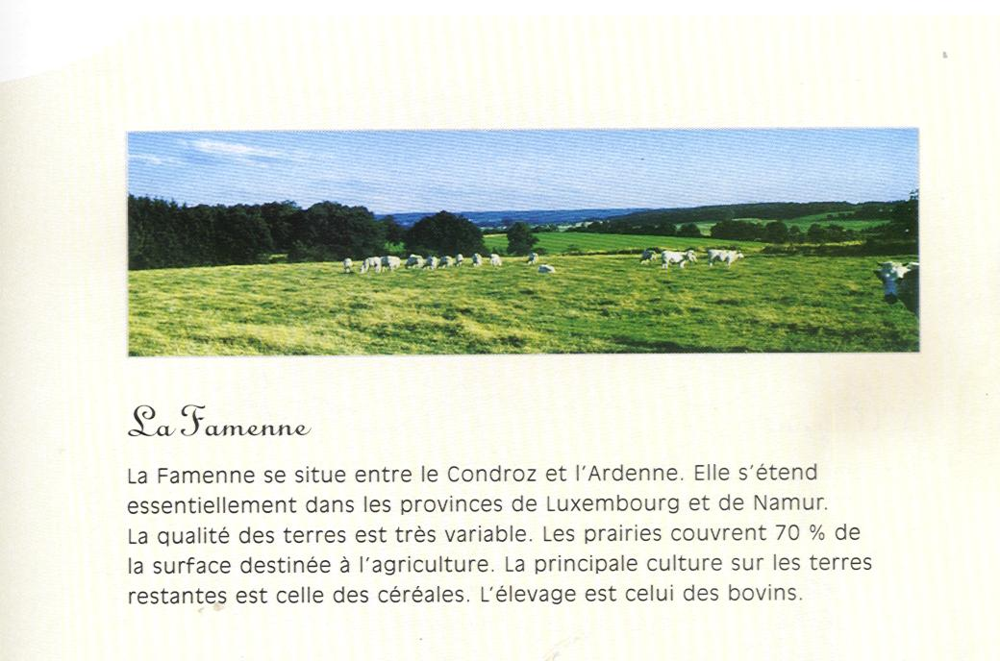 La Famenne
La Famenne se situe entre le Condroz et l'Ardenne. Elle s'étend
essentiellement dans les provinces de Luxembourg et de Namur.
La qualité des terres est très variable. Les prairies couvrent 70 % de
la surface destinée à l'agriculture. La principale culture sur les terres
restantes est celle des céréales. L'élevage est celui des bovins.